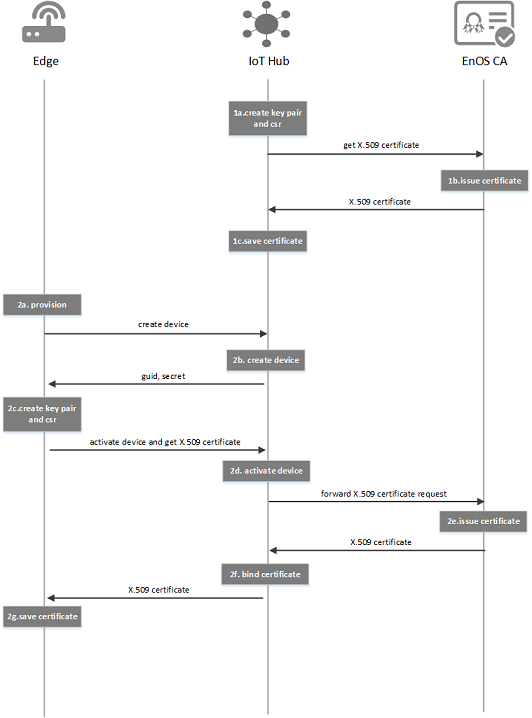 Edge
IoT Hub
EnOS CA
1a.create key pair
and csr
get X.509 certificate
1b.issue certificate
X.509 certificate
1c.save certificate
2a. provision
create device
2b. create device
guid, secret
2c.create key pair
and csr
activate device and get X.509 certificate
2d. activate device
forward X.509 certificate request
2e.issue certificate
X.509 certificate
2f. bind certificate
X.509 certificate
2g.save certificate